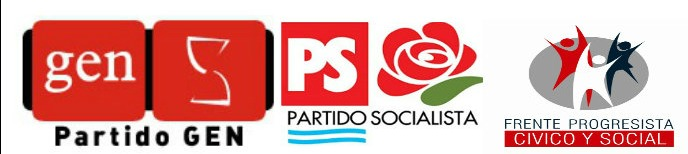 gen
Partido GEN
PS
PARTIDO SOCIALISTA
FRENTE PROGRESISTA
CIVICO Y SOCIAL